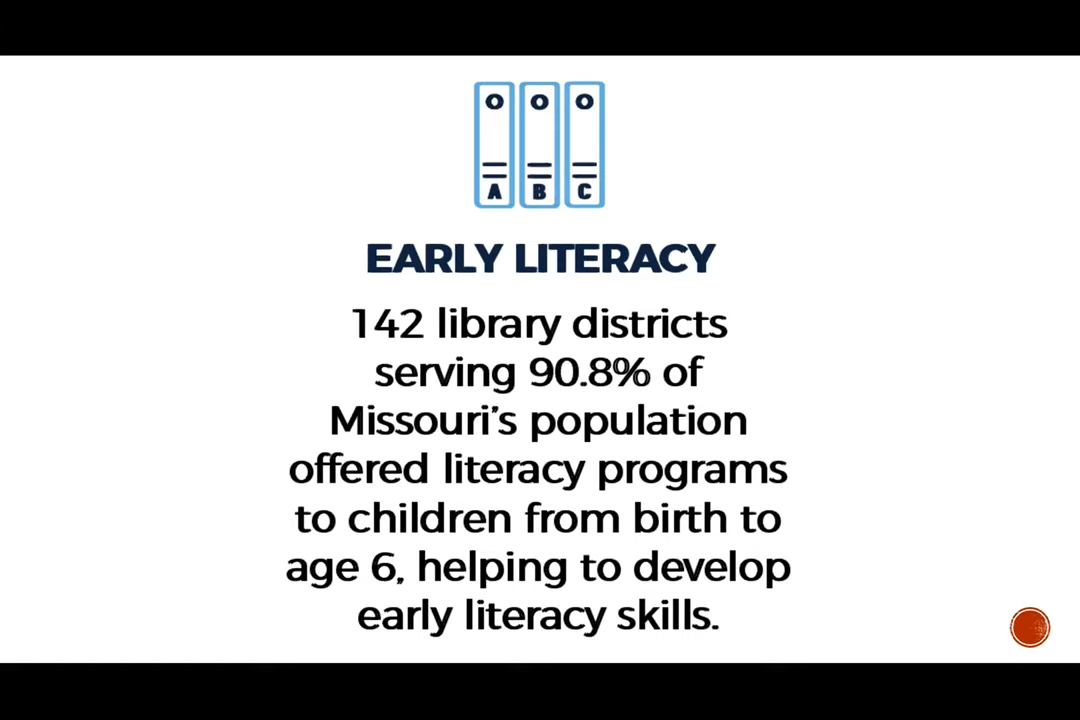 A B C
EARLY LITERACY
142 library districts
serving 90.8% of
Missouri’s population
offered literacy programs
to children from birth to
age 6, helping to develop
early literacy skills.